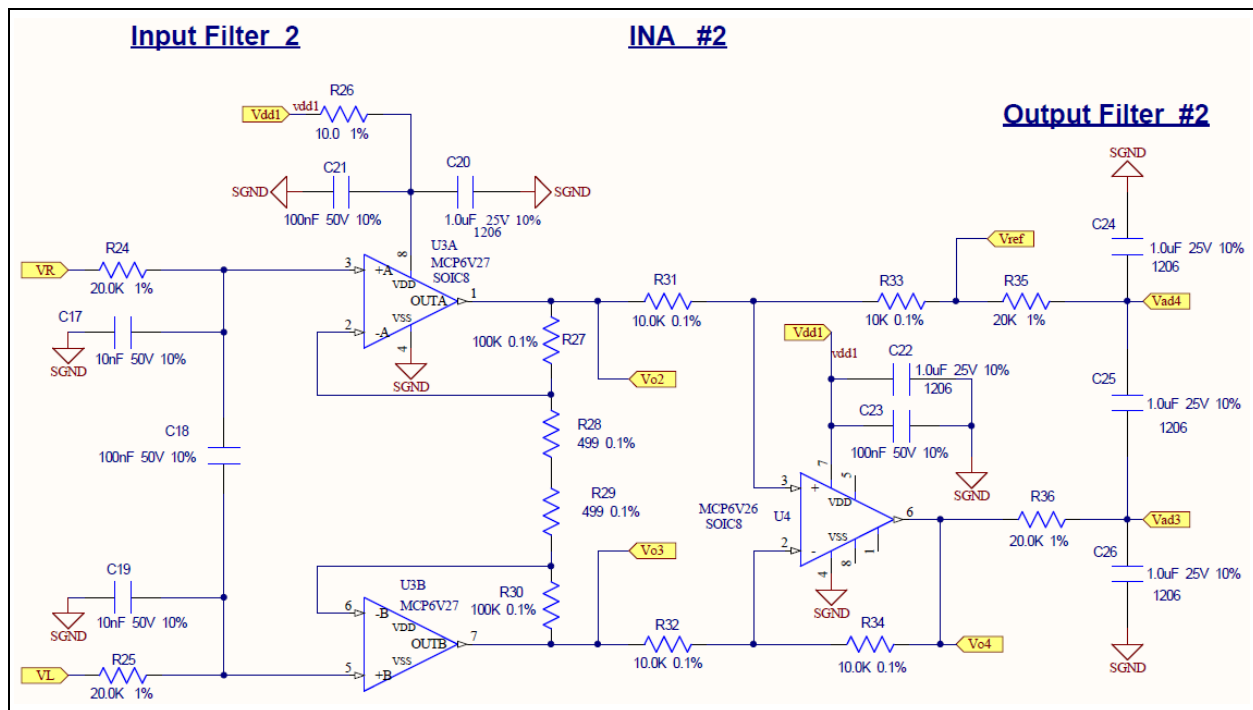 Input Filter 2
INA #2
Output Filter #2
R26
Vdd1
vdd1
10.0 1%
C21
C20
SGND
SGND
100nF 50V 10%
1.0uF 25V 10%
1206
U3A
MCP6V27
SOIC8
8
R24
VR
20.0K 1%
3
+A
VDD
OUTA
1
2
-A
VSS
4
SGND
C17
SGND
10nF 50V 10%
C18
100nF 50V 10%
C19
SGND
10nF 50V 10%
VL
R25
20.0K 1%
100K 0.1%
R27
Vo2
R28
499 0.1%
R29
499 0.1%
Vo3
R30
100K 0.1%
U3B
MCP6V27
6
-B
VDD
OUTB
7
VSS
5
+B
R31
10.0K 0.1%
R32
10.0K 0.1%
R33
10K 0.1%
Vref
R35
20K 1%
Vdd1
vdd1
C22
1.0uF 25V 10%
1206
C23
100nF 50V 10%
SGND
MCP6V26
SOIC8
U4
7
5
3
+
VDD
6
2
-
VSS
4
8
1
SGND
R34
10.0K 0.1%
Vo4
R36
20.0K 1%
SGND
C24
1.0uF 25V 10%
1206
Vad4
C25
1.0uF 25V 10%
1206
Vad3
C26
1.0uF 25V 10%
1206
SGND